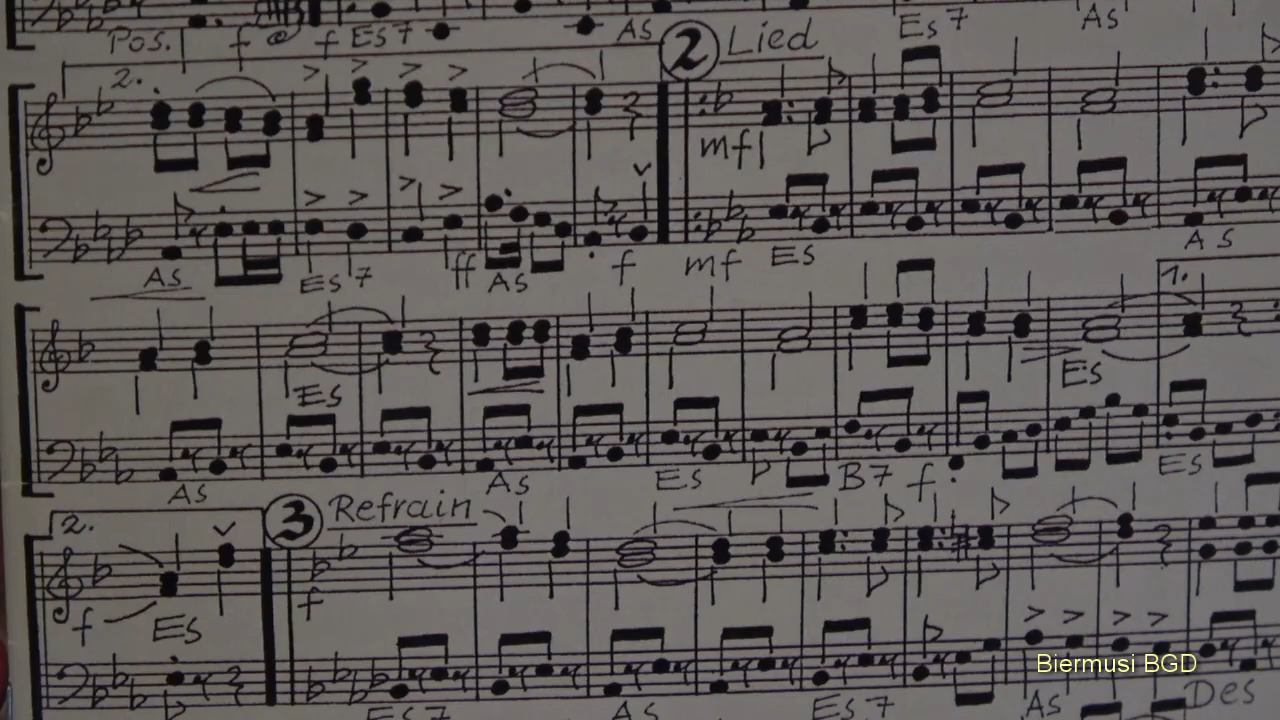 Pos. f f Es7 As Es7 As
2. 2 Lied
mf
As Es7 ff As f mf Es As
1.
Es Es
As As Es B7 f Es
2. 3 Refrain
f Es f
Es7 As Es7 As Des
Biermusi BGD